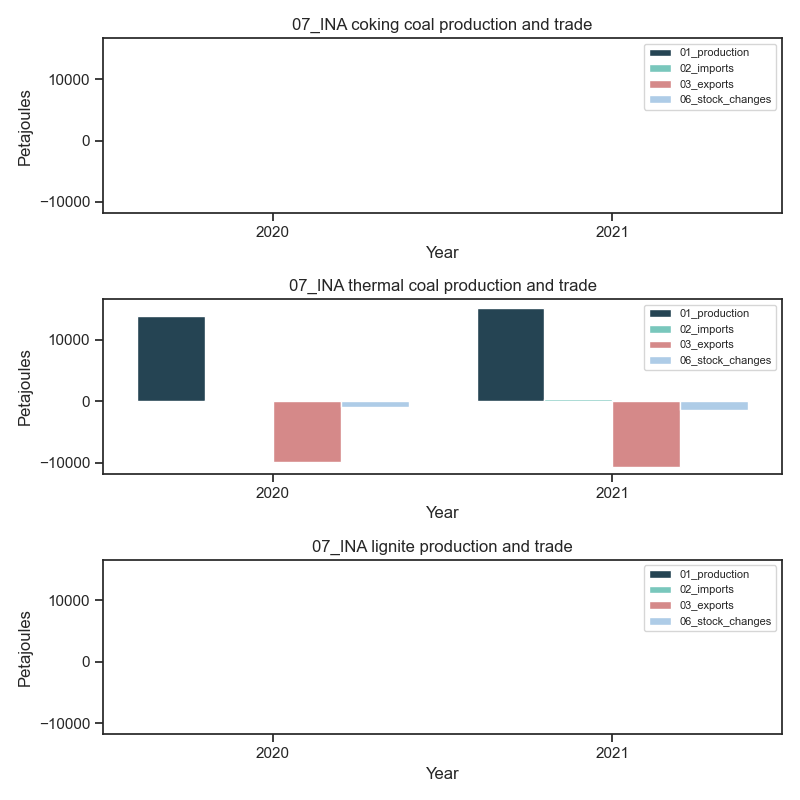 07_INA coking coal production and trade
01_production
02_imports
03_exports
06_stock_changes
10000
0
−10000
Petajoules
2020
2021
Year
07_INA thermal coal production and trade
01_production
02_imports
03_exports
06_stock_changes
10000
0
−10000
Petajoules
2020
2021
Year
07_INA lignite production and trade
01_production
02_imports
03_exports
06_stock_changes
10000
0
−10000
Petajoules
2020
2021
Year